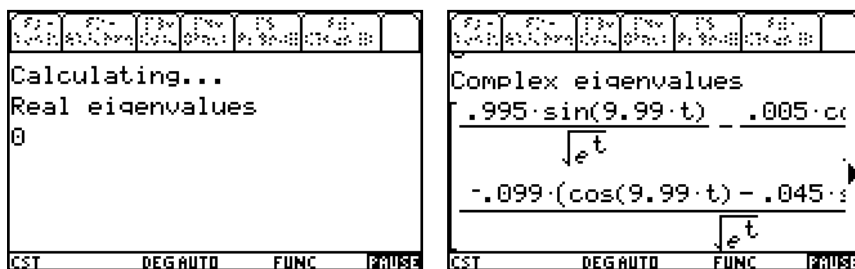 Calculating...
Real eigenvalues
0
CST DEG AUTO FUNC PAUSE
Complex eigenvalues
.995·sin(9.99·t) - .005·co
√e^t
-.099·(cos(9.99·t)-.045·s
√e^t
CST DEG AUTO FUNC PAUSE